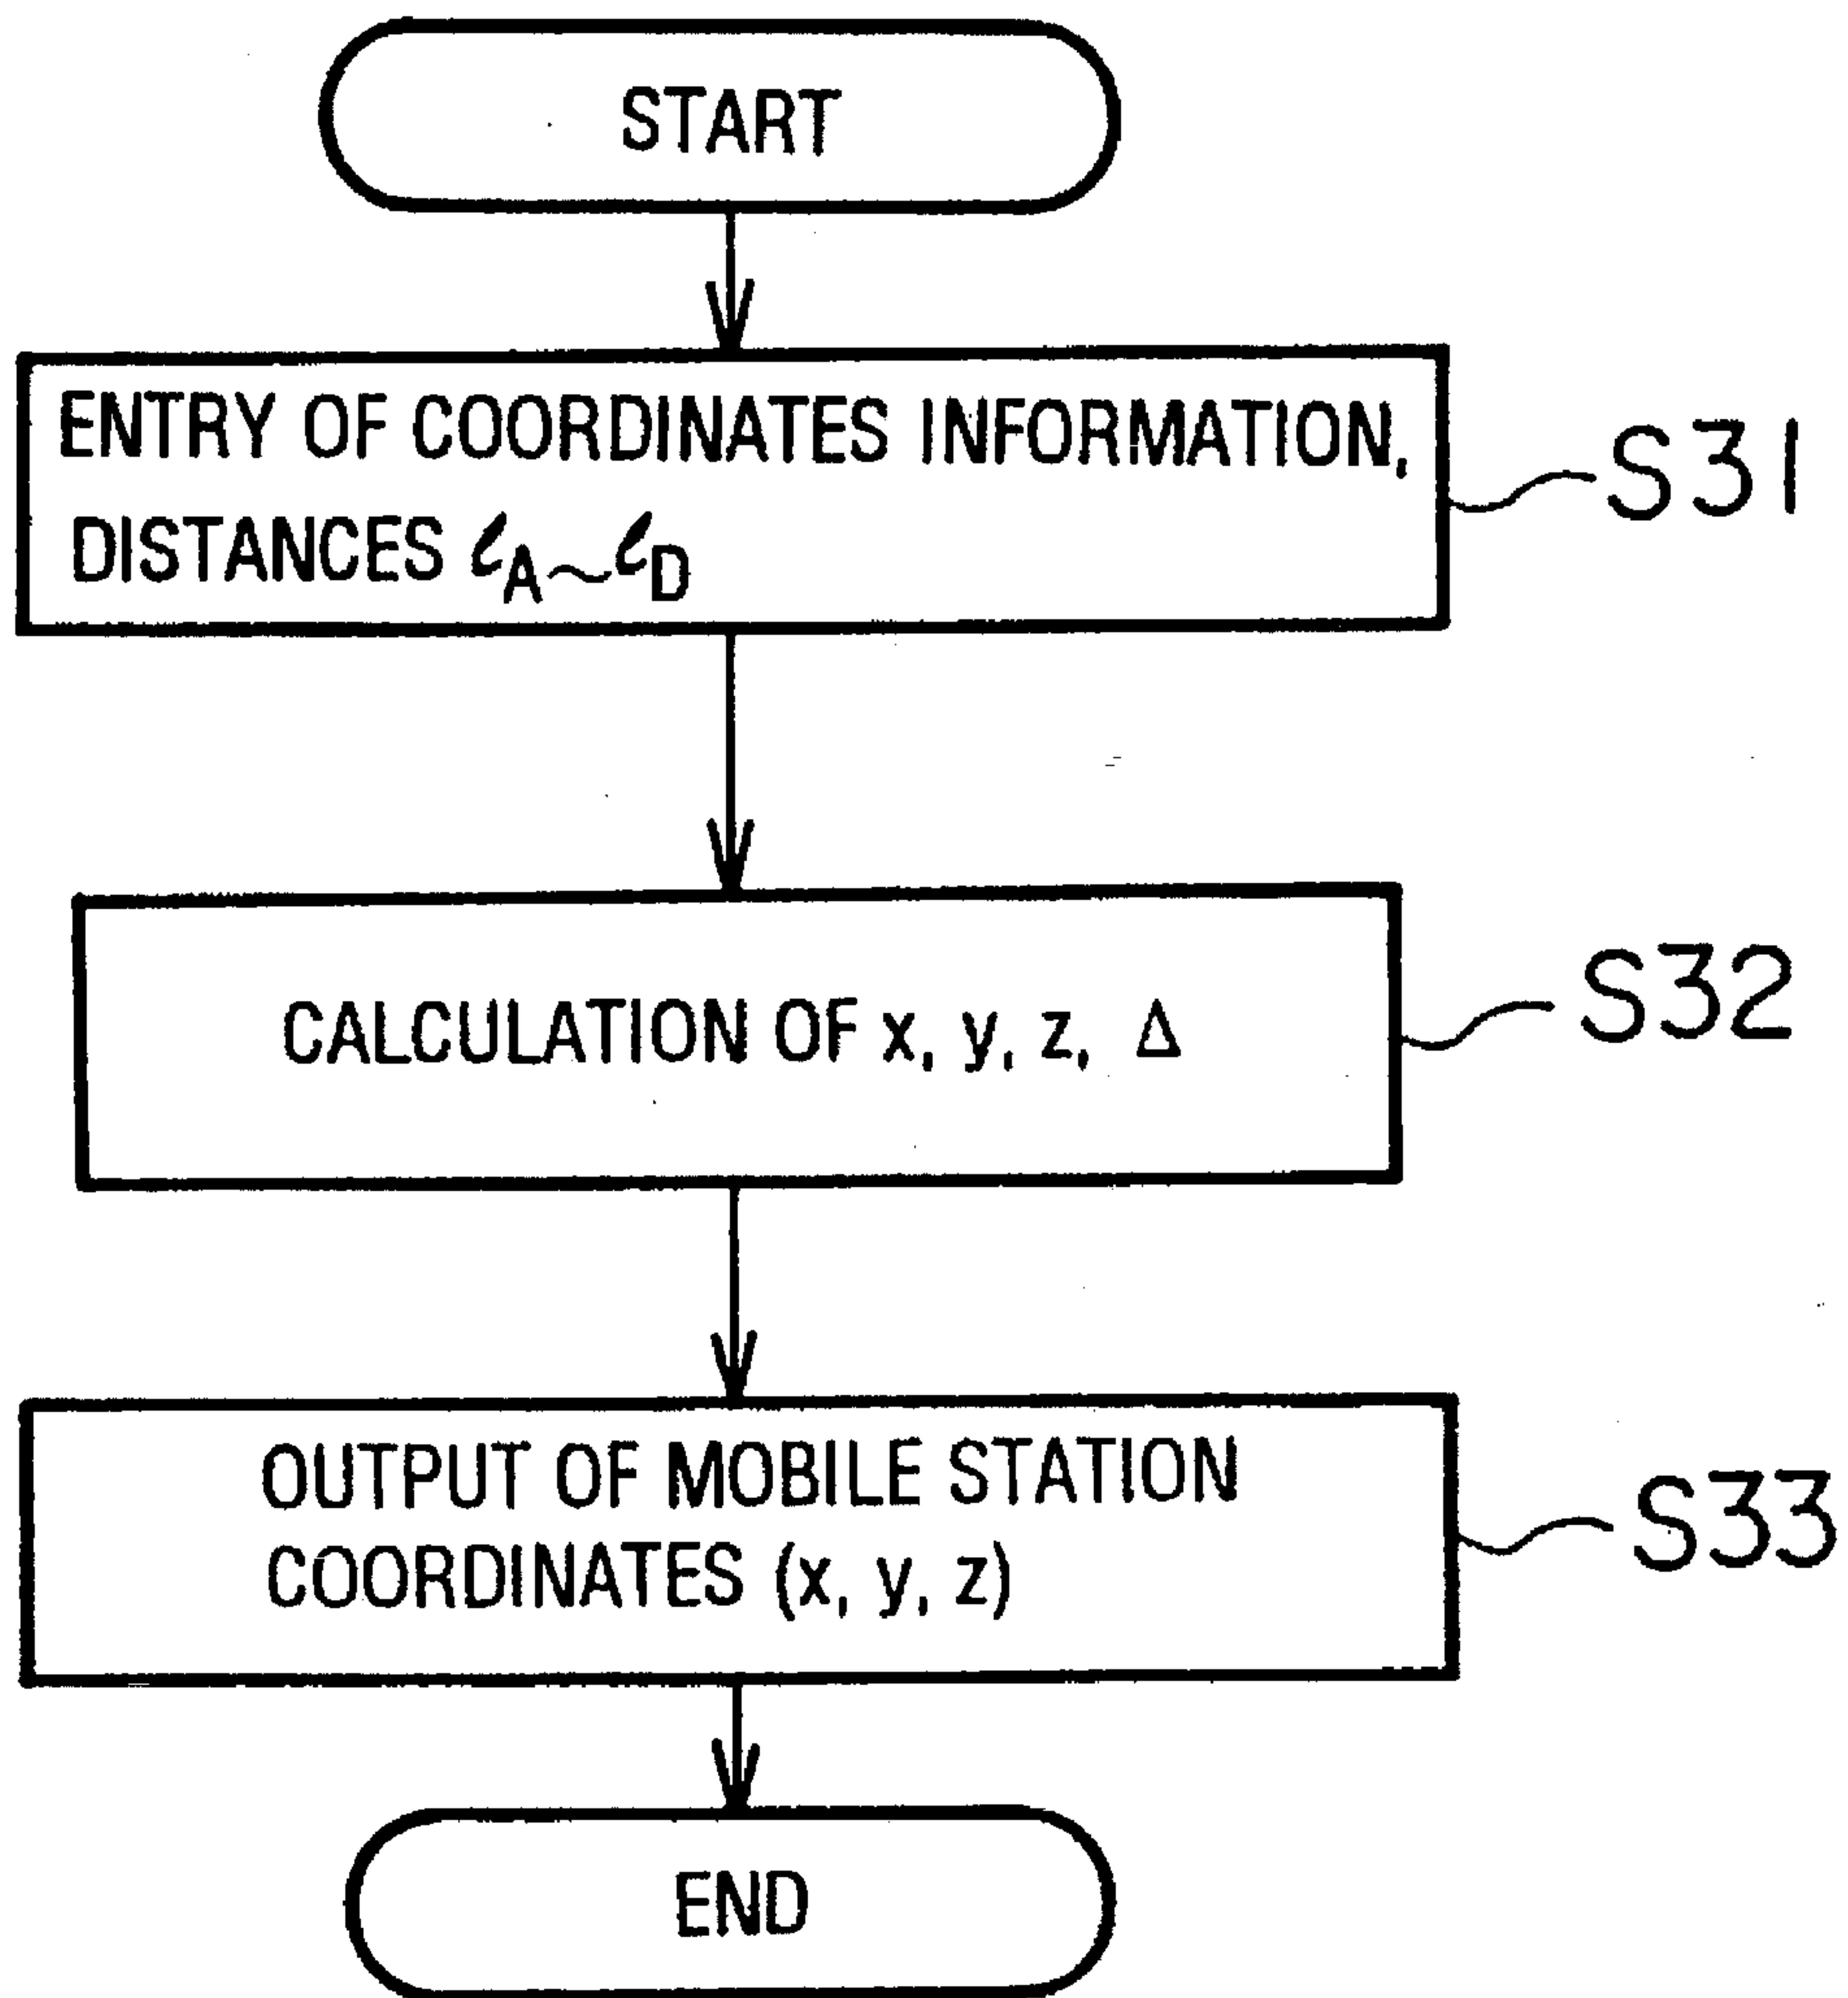 START
ENTRY OF COORDINATES INFORMATION,
DISTANCES ℓA~ℓD
S31
CALCULATION OF x, y, z, Δ
S32
OUTPUT OF MOBILE STATION
COORDINATES (x, y, z)
S33
END